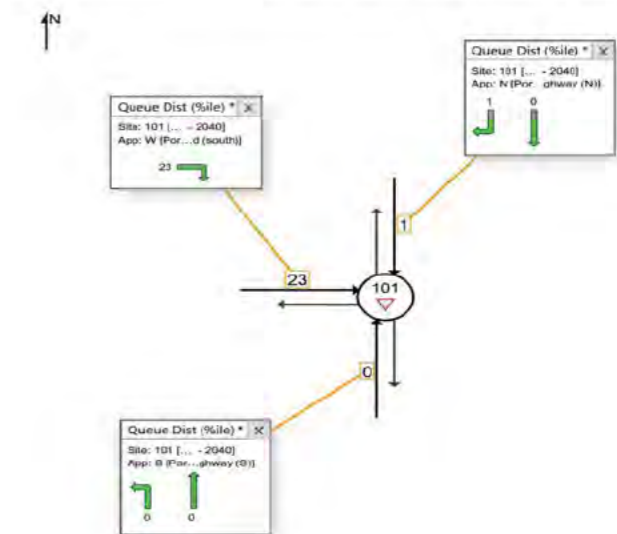 N
Queue Dist (%ile) * ×
Site: 101 [... - 2040]
App: N [Por...ghway (N)]
1 0
Queue Dist (%ile) * ×
Site: 101 [... - 2040]
App: W [Por...d (south)]
23
1
23
101
0
Queue Dist (%ile) * ×
Site: 101 [... - 2040]
App: S [Por...ghway (S)]
0 0